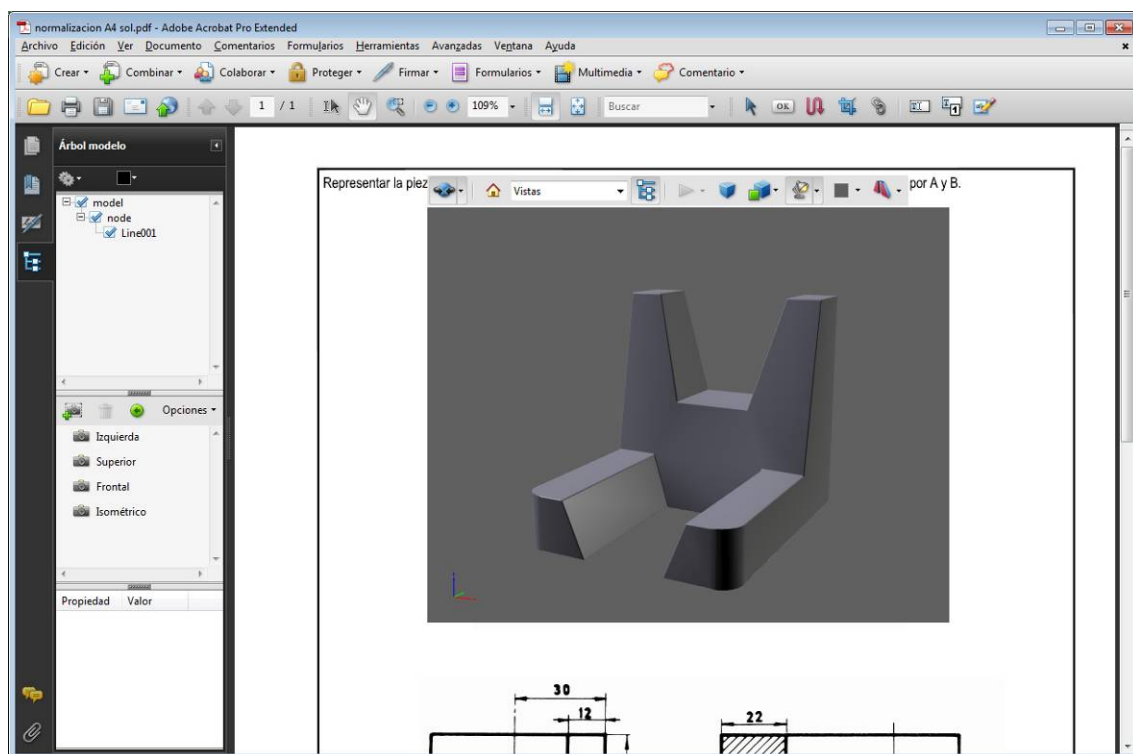 normalizacion A4 sol.pdf - Adobe Acrobat Pro Extended
Archivo Edición Ver Documento Comentarios Formularios Herramientas Avanzadas Ventana Ayuda
Crear Combinar Colaborar Proteger Firmar Formularios Multimedia Comentario
1 / 1 109% Buscar OK
Árbol modelo
Representar la piez Vistas por A y B.
model
node
Line001
Opciones
Izquierda
Superior
Frontal
Isométrico
Propiedad Valor
30
12 22